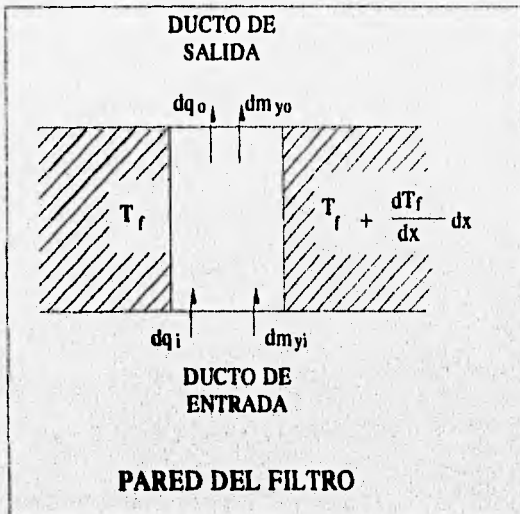 DUCTO DE
SALIDA
dq o dm yo
T f T f + dT f / dx dx
dq i dm yi
DUCTO DE
ENTRADA
PARED DEL FILTRO